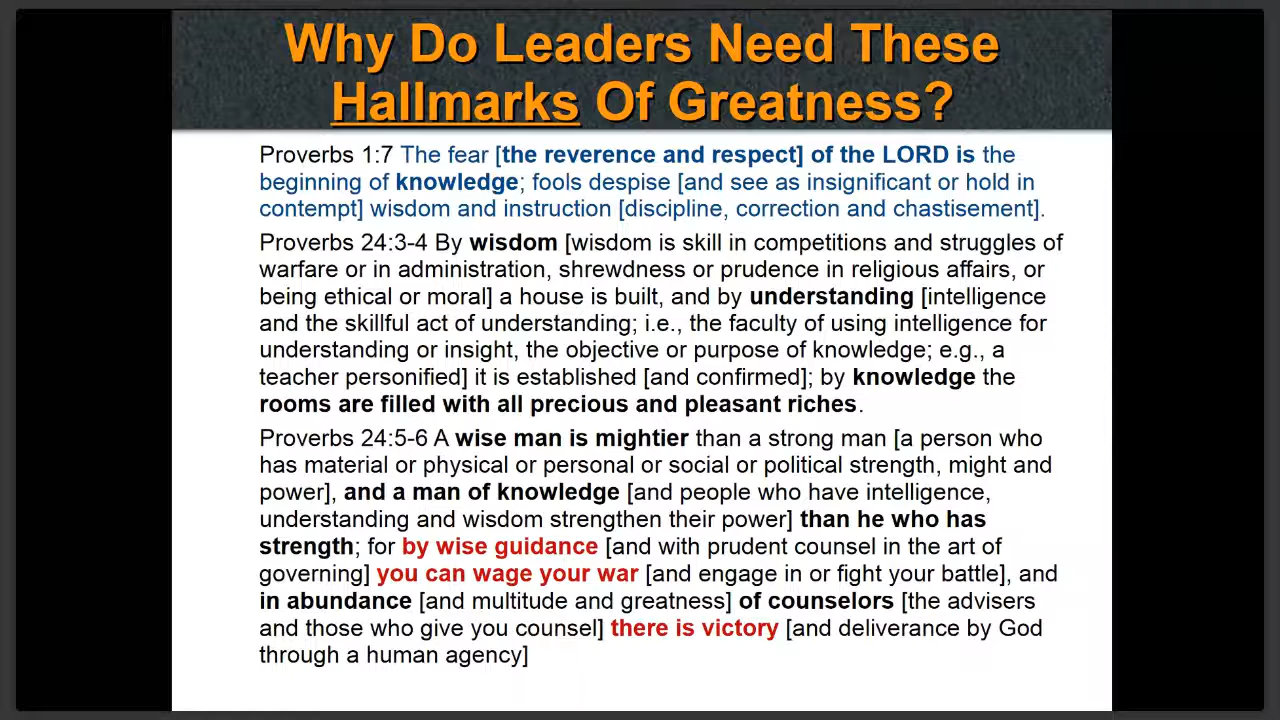 Why Do Leaders Need These
Hallmarks Of Greatness?
Proverbs 1:7 The fear [the reverence and respect] of the LORD is the
beginning of knowledge; fools despise [and see as insignificant or hold in
contempt] wisdom and instruction [discipline, correction and chastisement].
Proverbs 24:3-4 By wisdom [wisdom is skill in competitions and struggles of
warfare or in administration, shrewdness or prudence in religious affairs, or
being ethical or moral] a house is built, and by understanding [intelligence
and the skillful act of understanding; i.e., the faculty of using intelligence for
understanding or insight, the objective or purpose of knowledge; e.g., a
teacher personified] it is established [and confirmed]; by knowledge the
rooms are filled with all precious and pleasant riches.
Proverbs 24:5-6 A wise man is mightier than a strong man [a person who
has material or physical or personal or social or political strength, might and
power], and a man of knowledge [and people who have intelligence,
understanding and wisdom strengthen their power] than he who has
strength; for by wise guidance [and with prudent counsel in the art of
governing] you can wage your war [and engage in or fight your battle], and
in abundance [and multitude and greatness] of counselors [the advisers
and those who give you counsel] there is victory [and deliverance by God
through a human agency]